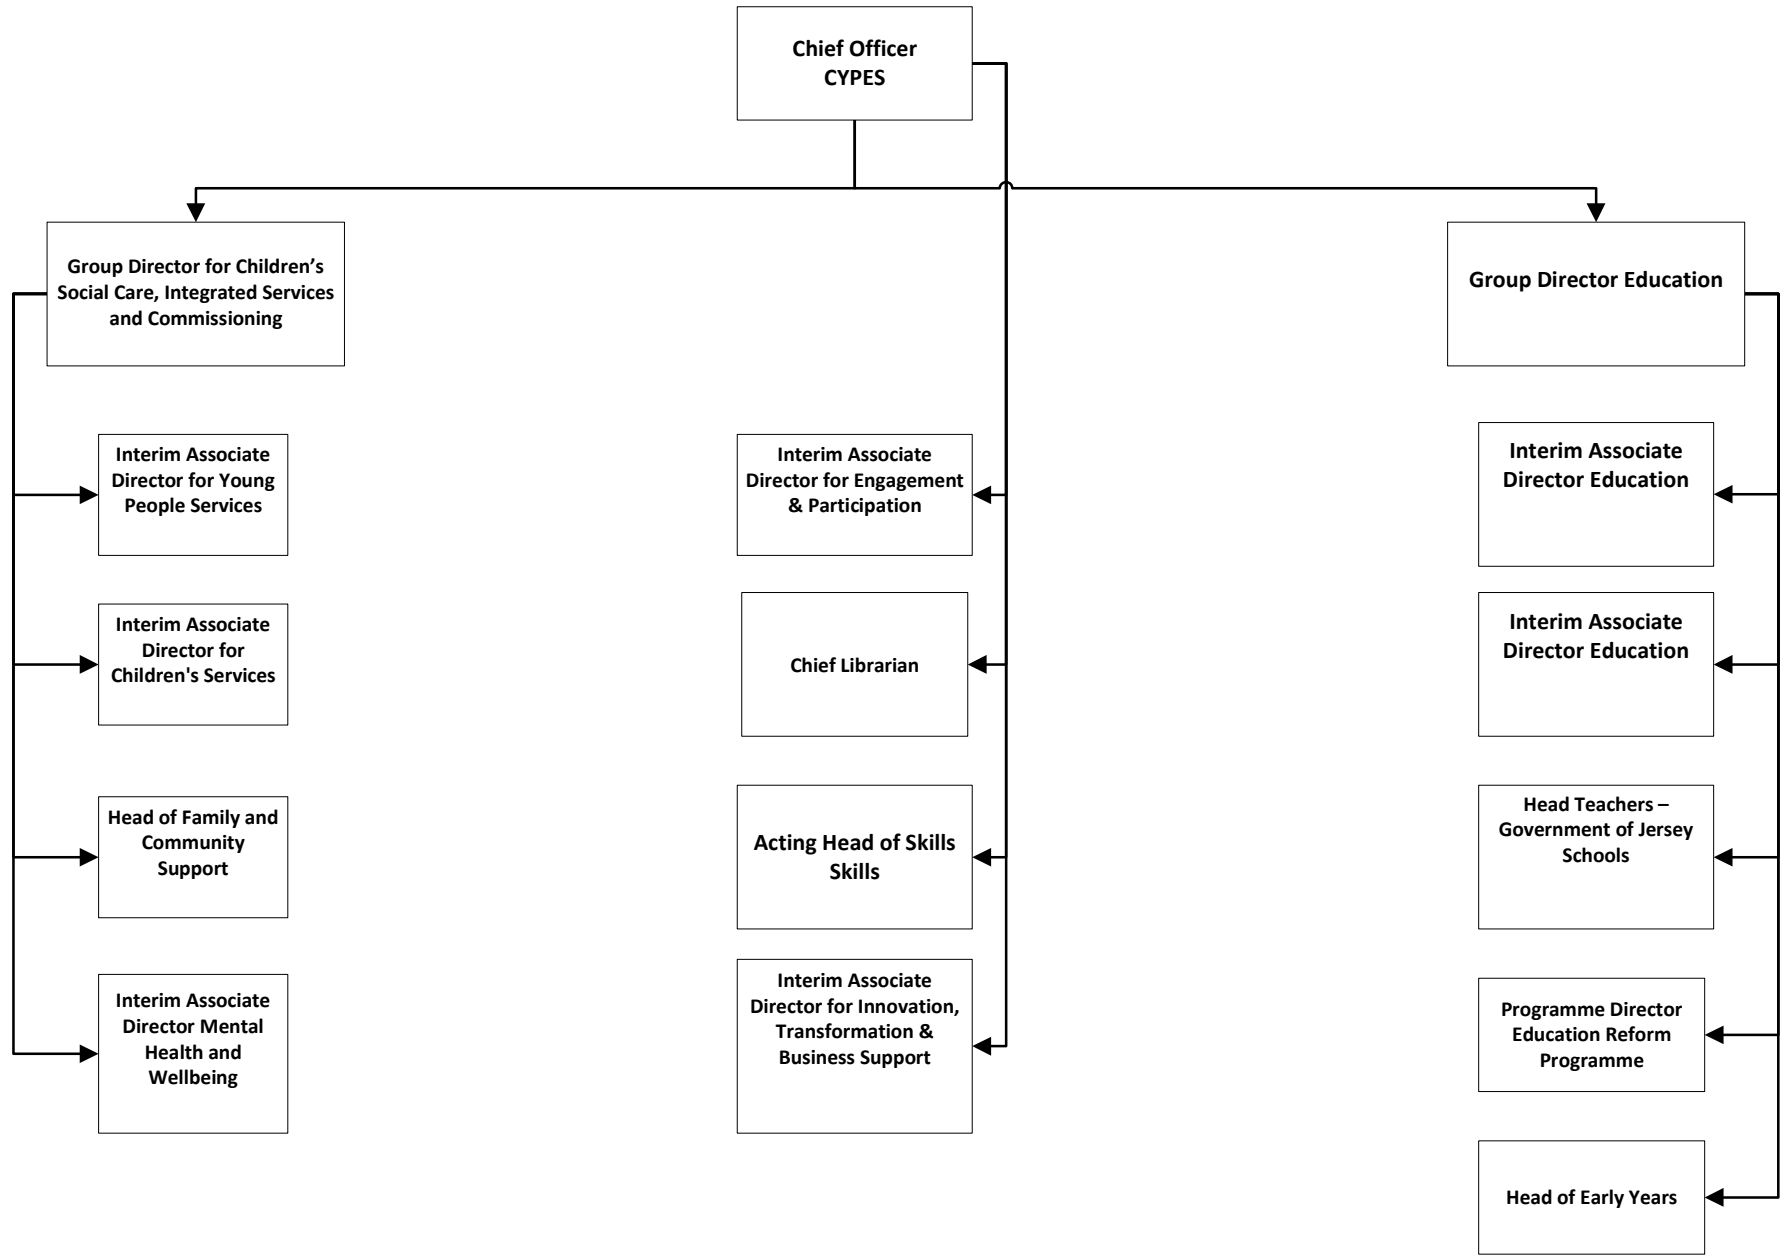 Chief Officer
CYPES
Group Director for Children’s
Social Care, Integrated Services
and Commissioning
Group Director Education
Interim Associate
Director for Young
People Services
Interim Associate
Director for
Children's Services
Head of Family and
Community
Support
Interim Associate
Director Mental
Health and
Wellbeing
Interim Associate
Director for Engagement
& Participation
Chief Librarian
Acting Head of Skills
Skills
Interim Associate
Director for Innovation,
Transformation &
Business Support
Interim Associate
Director Education
Interim Associate
Director Education
Head Teachers –
Government of Jersey
Schools
Programme Director
Education Reform
Programme
Head of Early Years